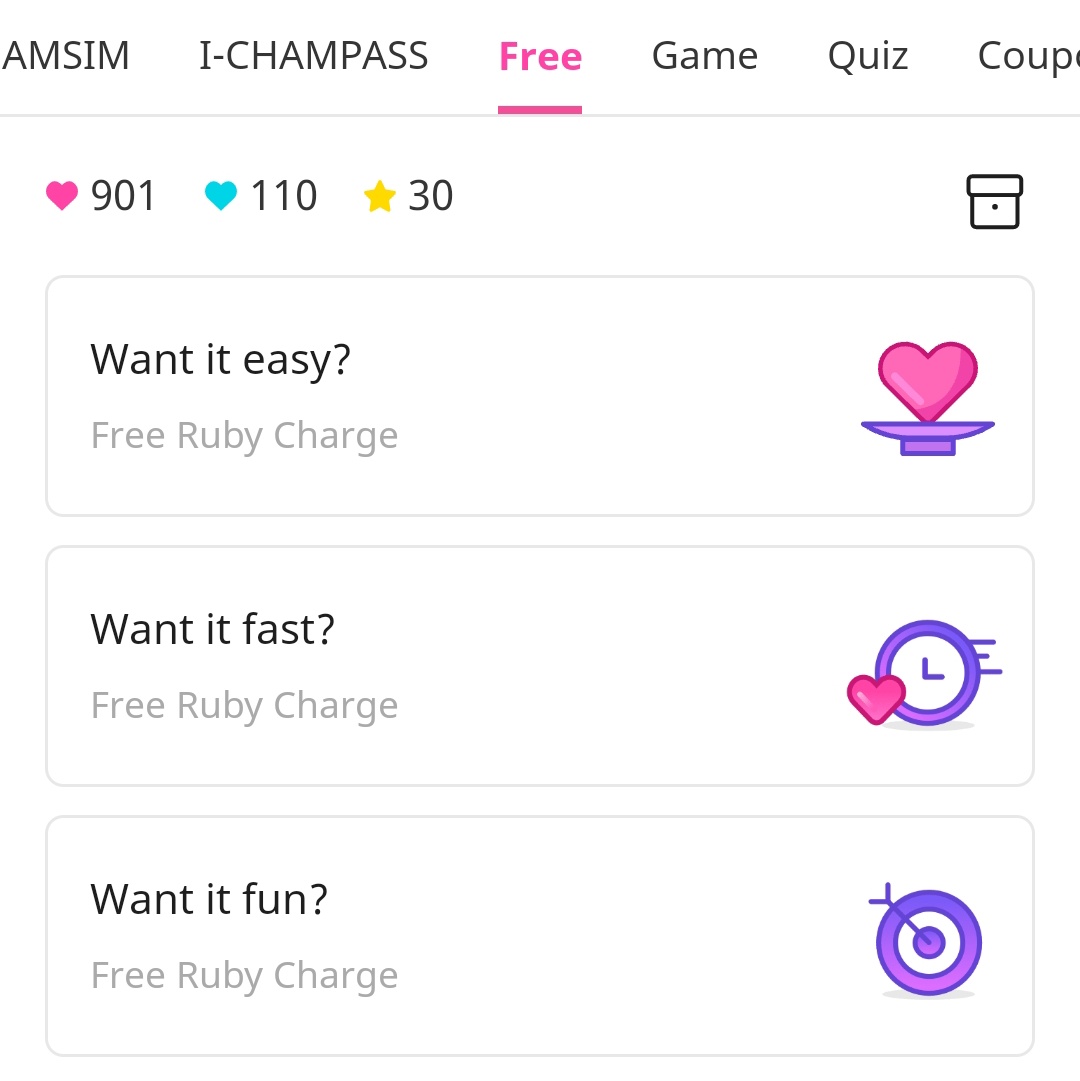 AMSIM I-CHAMPASS Free Game Quiz Coupo
901 110 30
Want it easy?
Free Ruby Charge
Want it fast?
Free Ruby Charge
Want it fun?
Free Ruby Charge